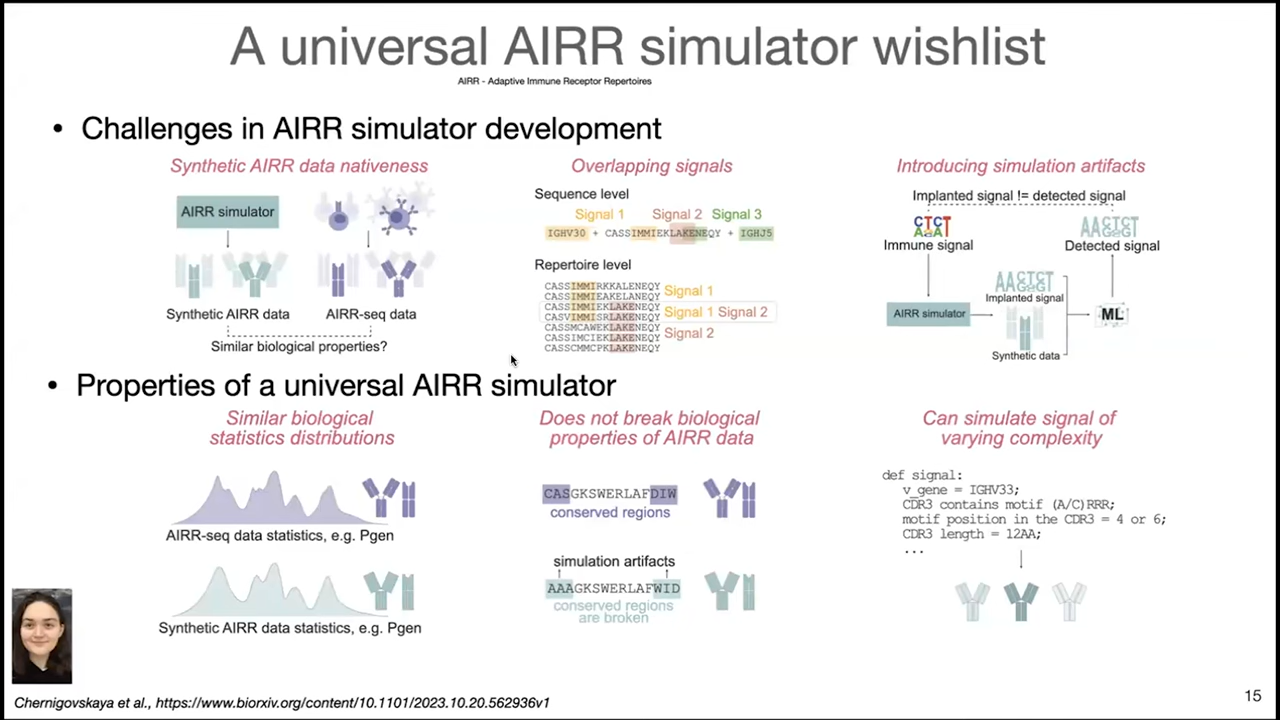 A universal AIRR simulator wishlist
AIRR - Adaptive Immune Receptor Repertoires
• Challenges in AIRR simulator development
Synthetic AIRR data nativeness
AIRR simulator
Synthetic AIRR data
AIRR-seq data
Similar biological properties?
Overlapping signals
Sequence level
Signal 1 Signal 2 Signal 3
IGHV30 + CASSIMMIEKLAKENEQY + IGHJ5
Repertoire level
CASSIMMIRKKALENEQY
CASSIMMIEAKELANEQY
Signal 1
CASSIMMIEKLAKENEQY
CASVIMMISRLAKENEQY
Signal 1 Signal 2
CASSMCAWEKLAKENEQY
CASSIMCIEKLAKENEQY
CASSCMMCPKLAKENEQY
Signal 2
Introducing simulation artifacts
Implanted signal != detected signal
Immune signal
Detected signal
Implanted signal
AIRR simulator
ML
Synthetic data
• Properties of a universal AIRR simulator
Similar biological
statistics distributions
AIRR-seq data statistics, e.g. Pgen
Synthetic AIRR data statistics, e.g. Pgen
Does not break biological
properties of AIRR data
CASGKSWERLAFDIW
conserved regions
simulation artifacts
AAAGKSWERLAFWID
conserved regions
are broken
Can simulate signal of
varying complexity
def signal:
v_gene = IGHV33;
CDR3 contains motif (A/C)RRR;
motif position in the CDR3 = 4 or 6;
CDR3 length = 12AA;
...
Chernigovskaya et al., https://www.biorxiv.org/content/10.1101/2023.10.20.562936v1
15